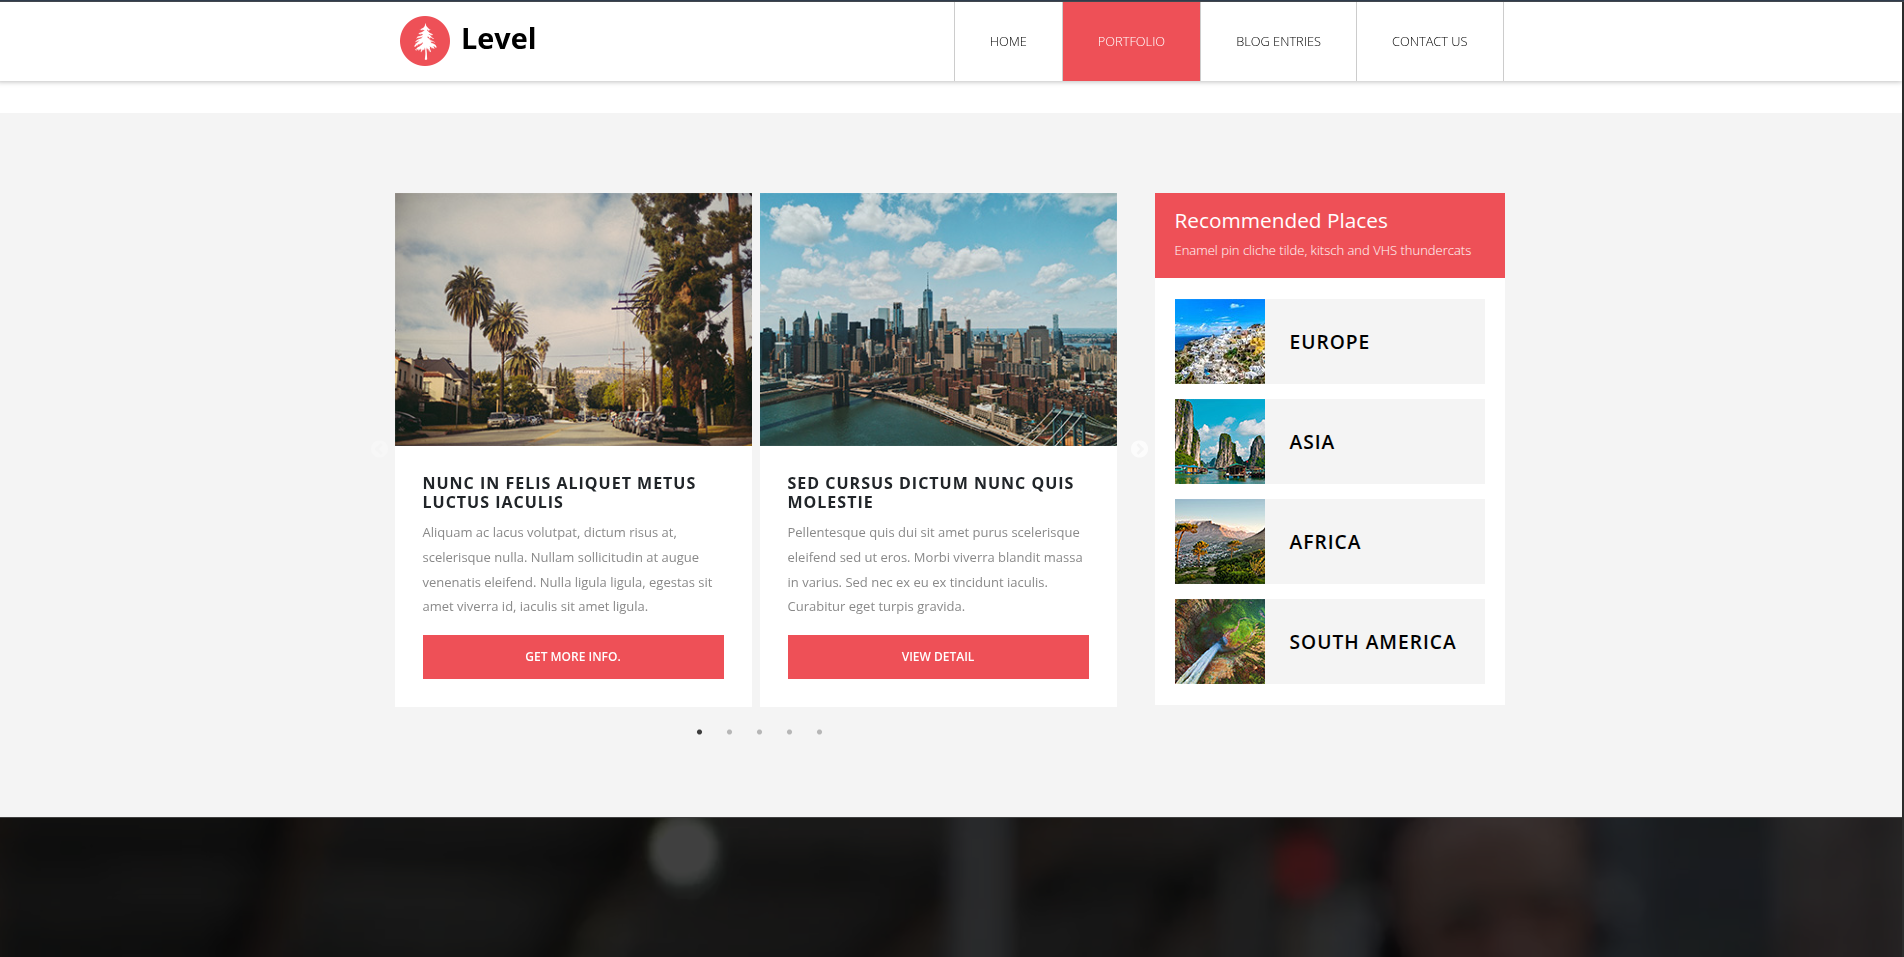 Level
HOME
PORTFOLIO
BLOG ENTRIES
CONTACT US
NUNC IN FELIS ALIQUET METUS
LUCTUS IACULIS
Aliquam ac lacus volutpat, dictum risus at,
scelerisque nulla. Nullam sollicitudin at augue
venenatis eleifend. Nulla ligula ligula, egestas sit
amet viverra id, iaculis sit amet ligula.
GET MORE INFO.
SED CURSUS DICTUM NUNC QUIS
MOLESTIE
Pellentesque quis dui sit amet purus scelerisque
eleifend sed ut eros. Morbi viverra blandit massa
in varius. Sed nec ex eu ex tincidunt iaculis.
Curabitur eget turpis gravida.
VIEW DETAIL
Recommended Places
Enamel pin cliche tilde, kitsch and VHS thundercats
EUROPE
ASIA
AFRICA
SOUTH AMERICA